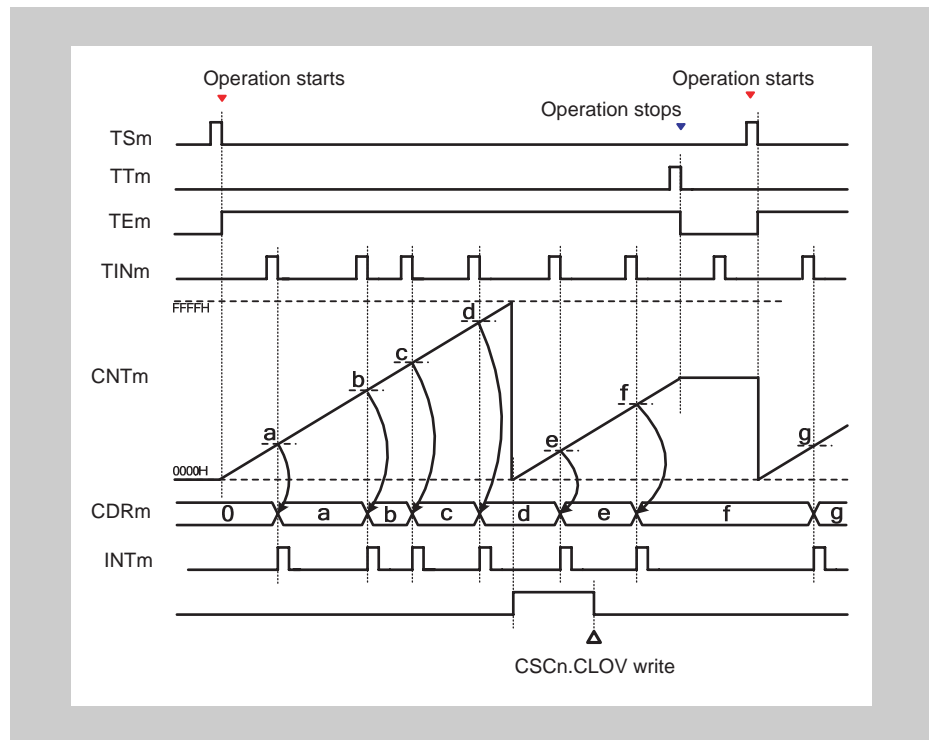 Operation starts
Operation starts
Operation stops
TSm
TTm
TEm
TINm
FFFFH
d
c
CNTm
b
f
a
e
g
0000H
CDRm
0 a b c d e f g
INTm
CSCn.CLOV write